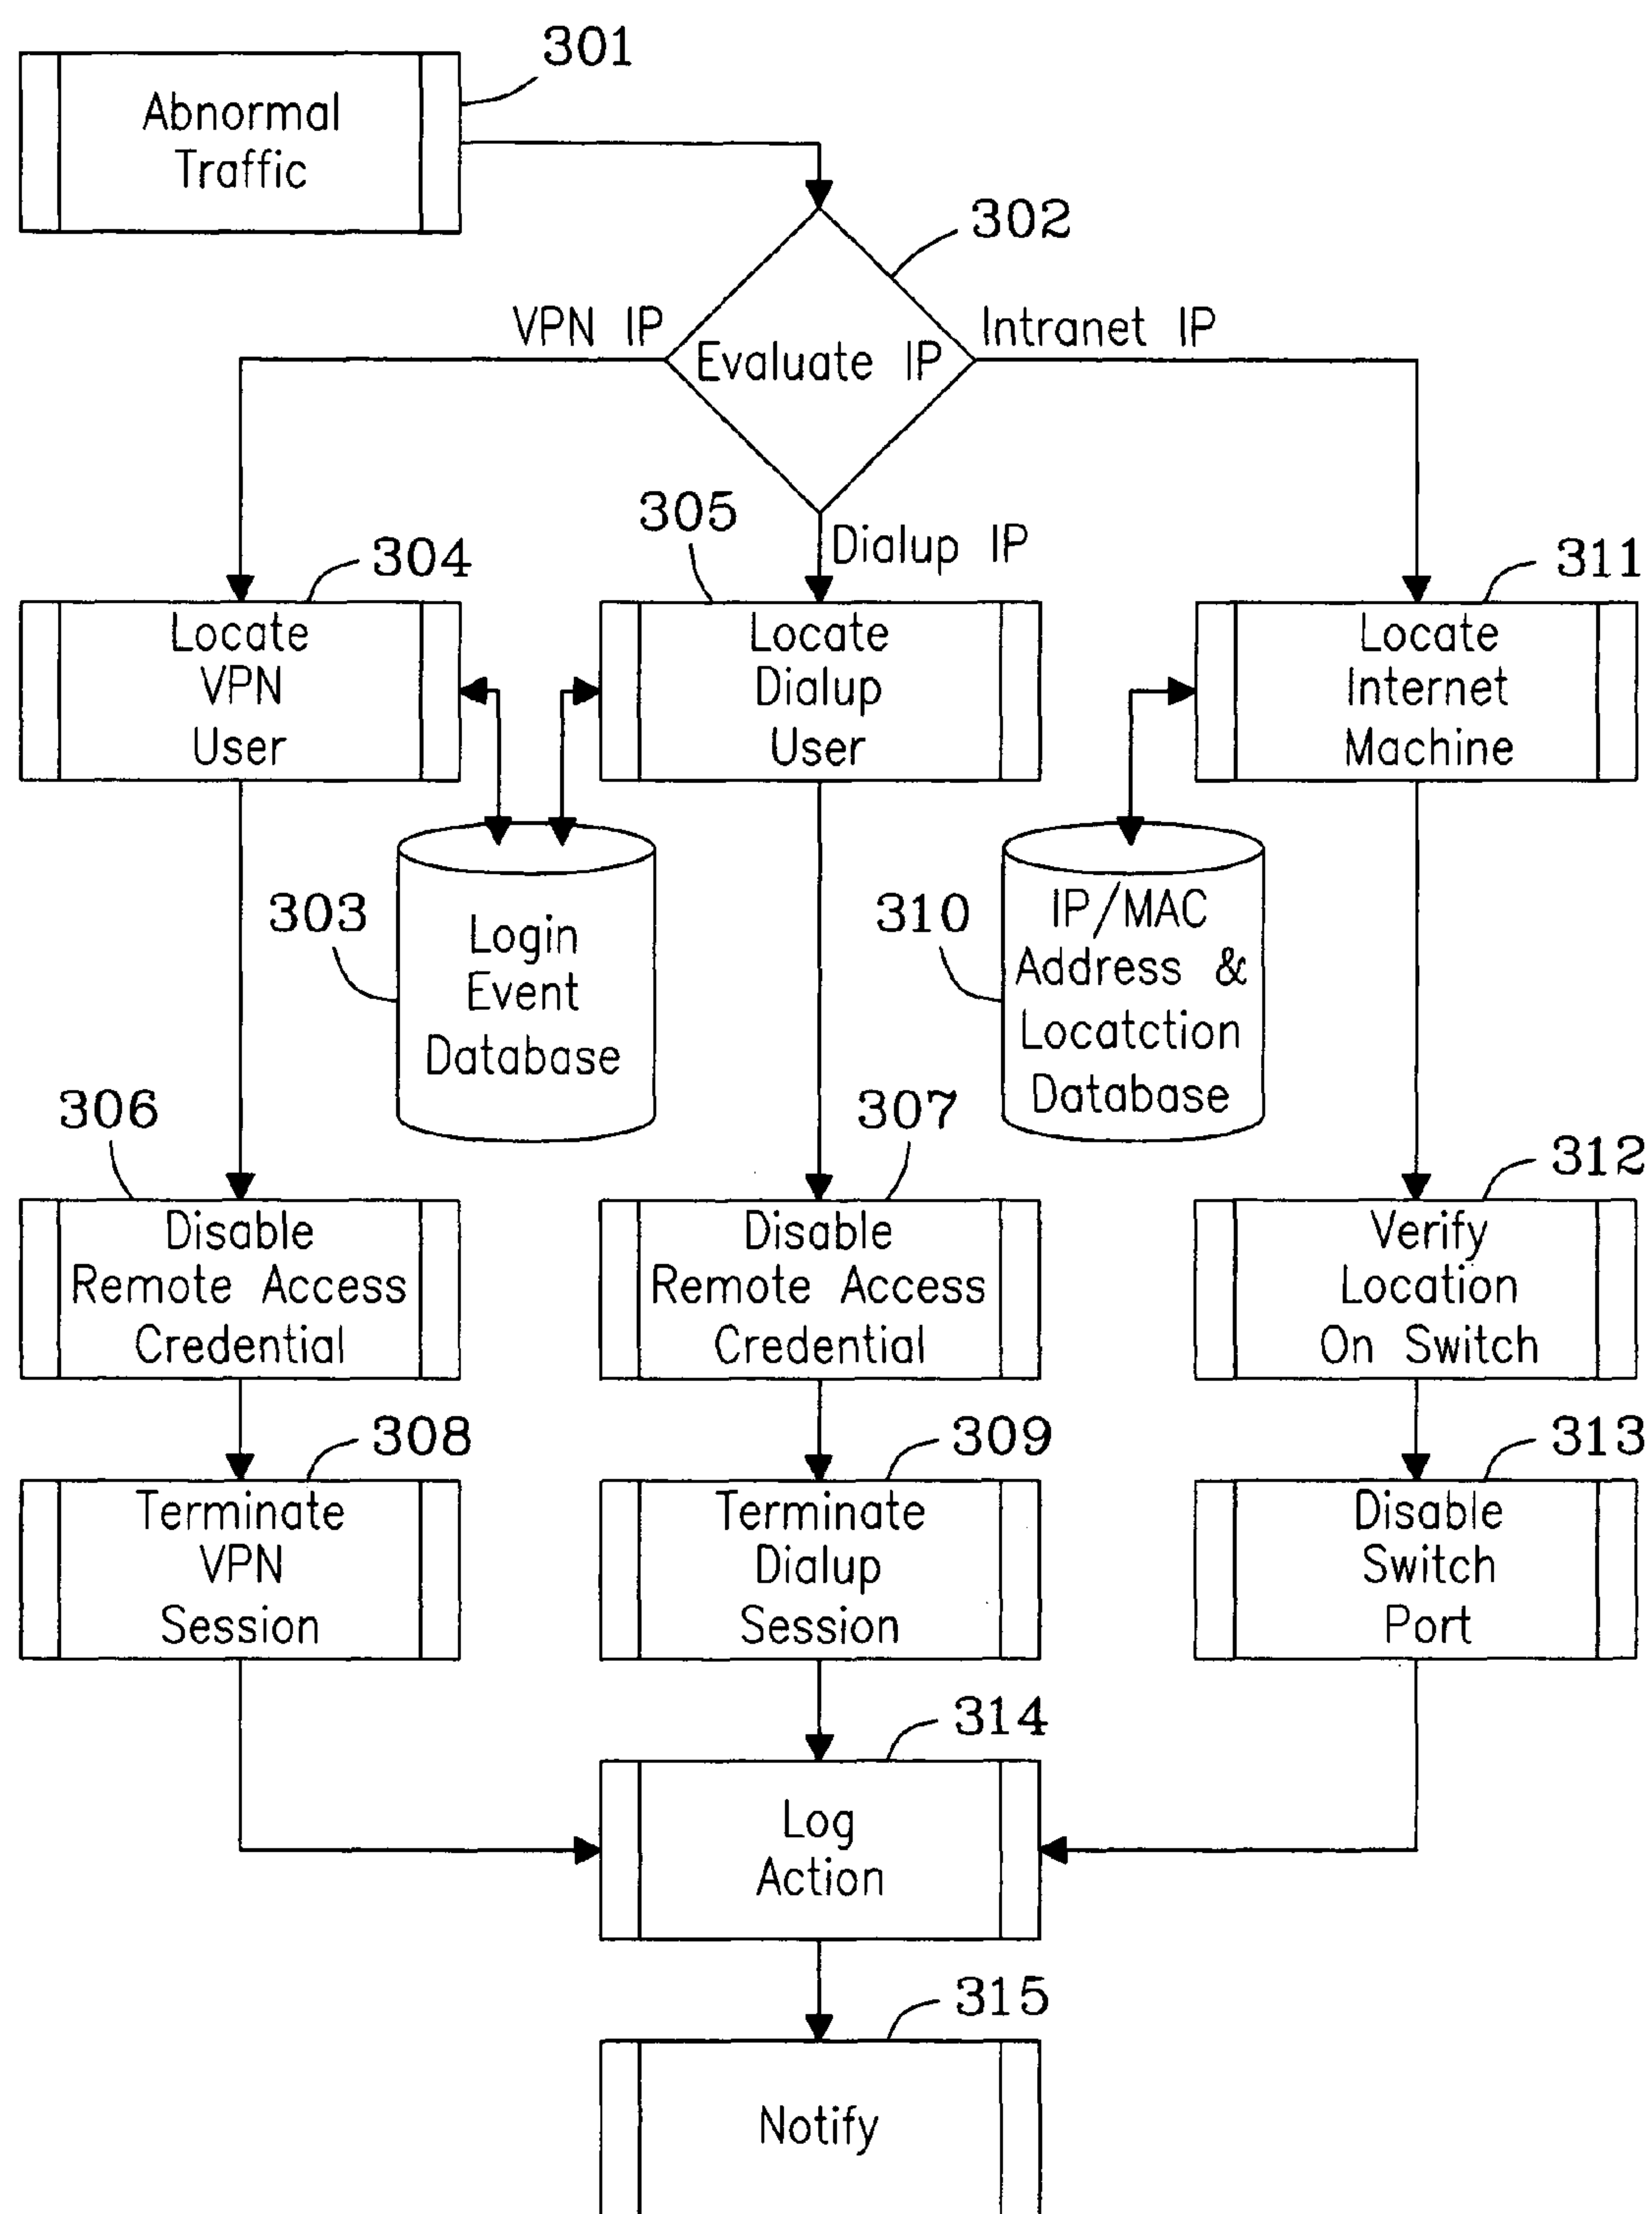 301
Abnormal
Traffic
302
VPN IP
Evaluate IP
Intranet IP
Dialup IP
304
305
311
Locate
VPN
User
Locate
Dialup
User
Locate
Internet
Machine
303
Login
Event
Database
310
IP/MAC
Address &
Locatction
Database
306
307
312
Disable
Remote Access
Credential
Disable
Remote Access
Credential
Verify
Location
On Switch
308
309
313
Terminate
VPN
Session
Terminate
Dialup
Session
Disable
Switch
Port
314
Log
Action
315
Notify